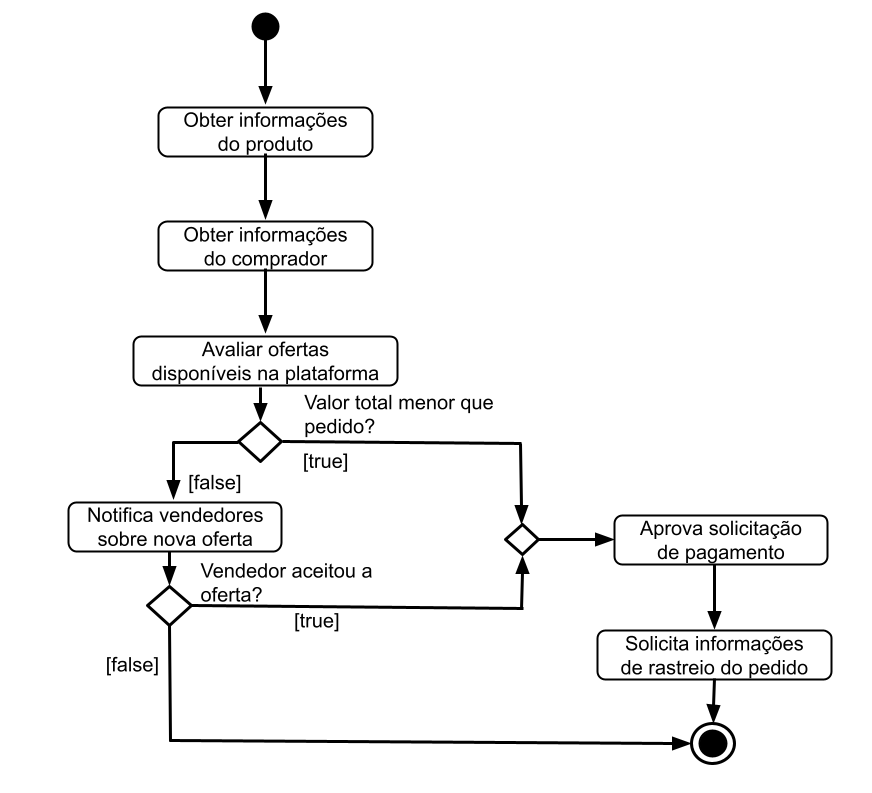 Obter informações
do produto
Obter informações
do comprador
Avaliar ofertas
disponíveis na plataforma
Valor total menor que
pedido?
[true]
[false]
Notifica vendedores
sobre nova oferta
Aprova solicitação
de pagamento
Vendedor aceitou a
oferta?
[true]
[false]
Solicita informações
de rastreio do pedido